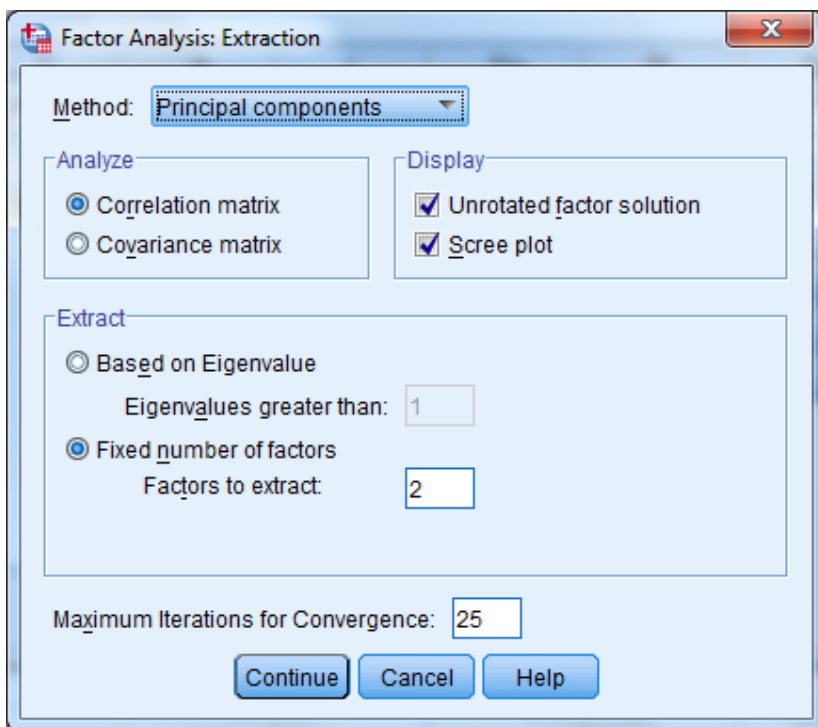 Factor Analysis: Extraction
Method: Principal components
Analyze
Correlation matrix
Covariance matrix
Display
Unrotated factor solution
Scree plot
Extract
Based on Eigenvalue
Eigenvalues greater than: 1
Fixed number of factors
Factors to extract: 2
Maximum Iterations for Convergence: 25
Continue Cancel Help